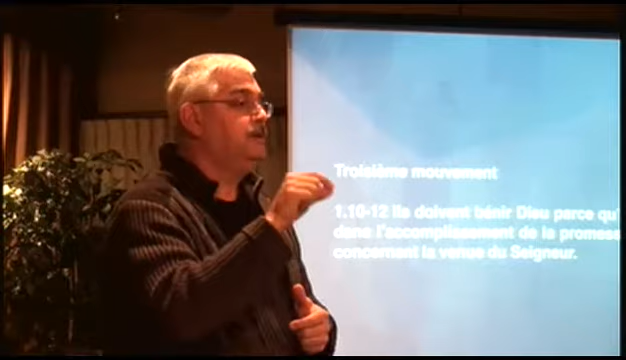 Troisième mouvement
1.10-12 Ils doivent bénir Dieu parce qu'
dans l'accomplissement de la promesse
concernant la venue du Seigneur.